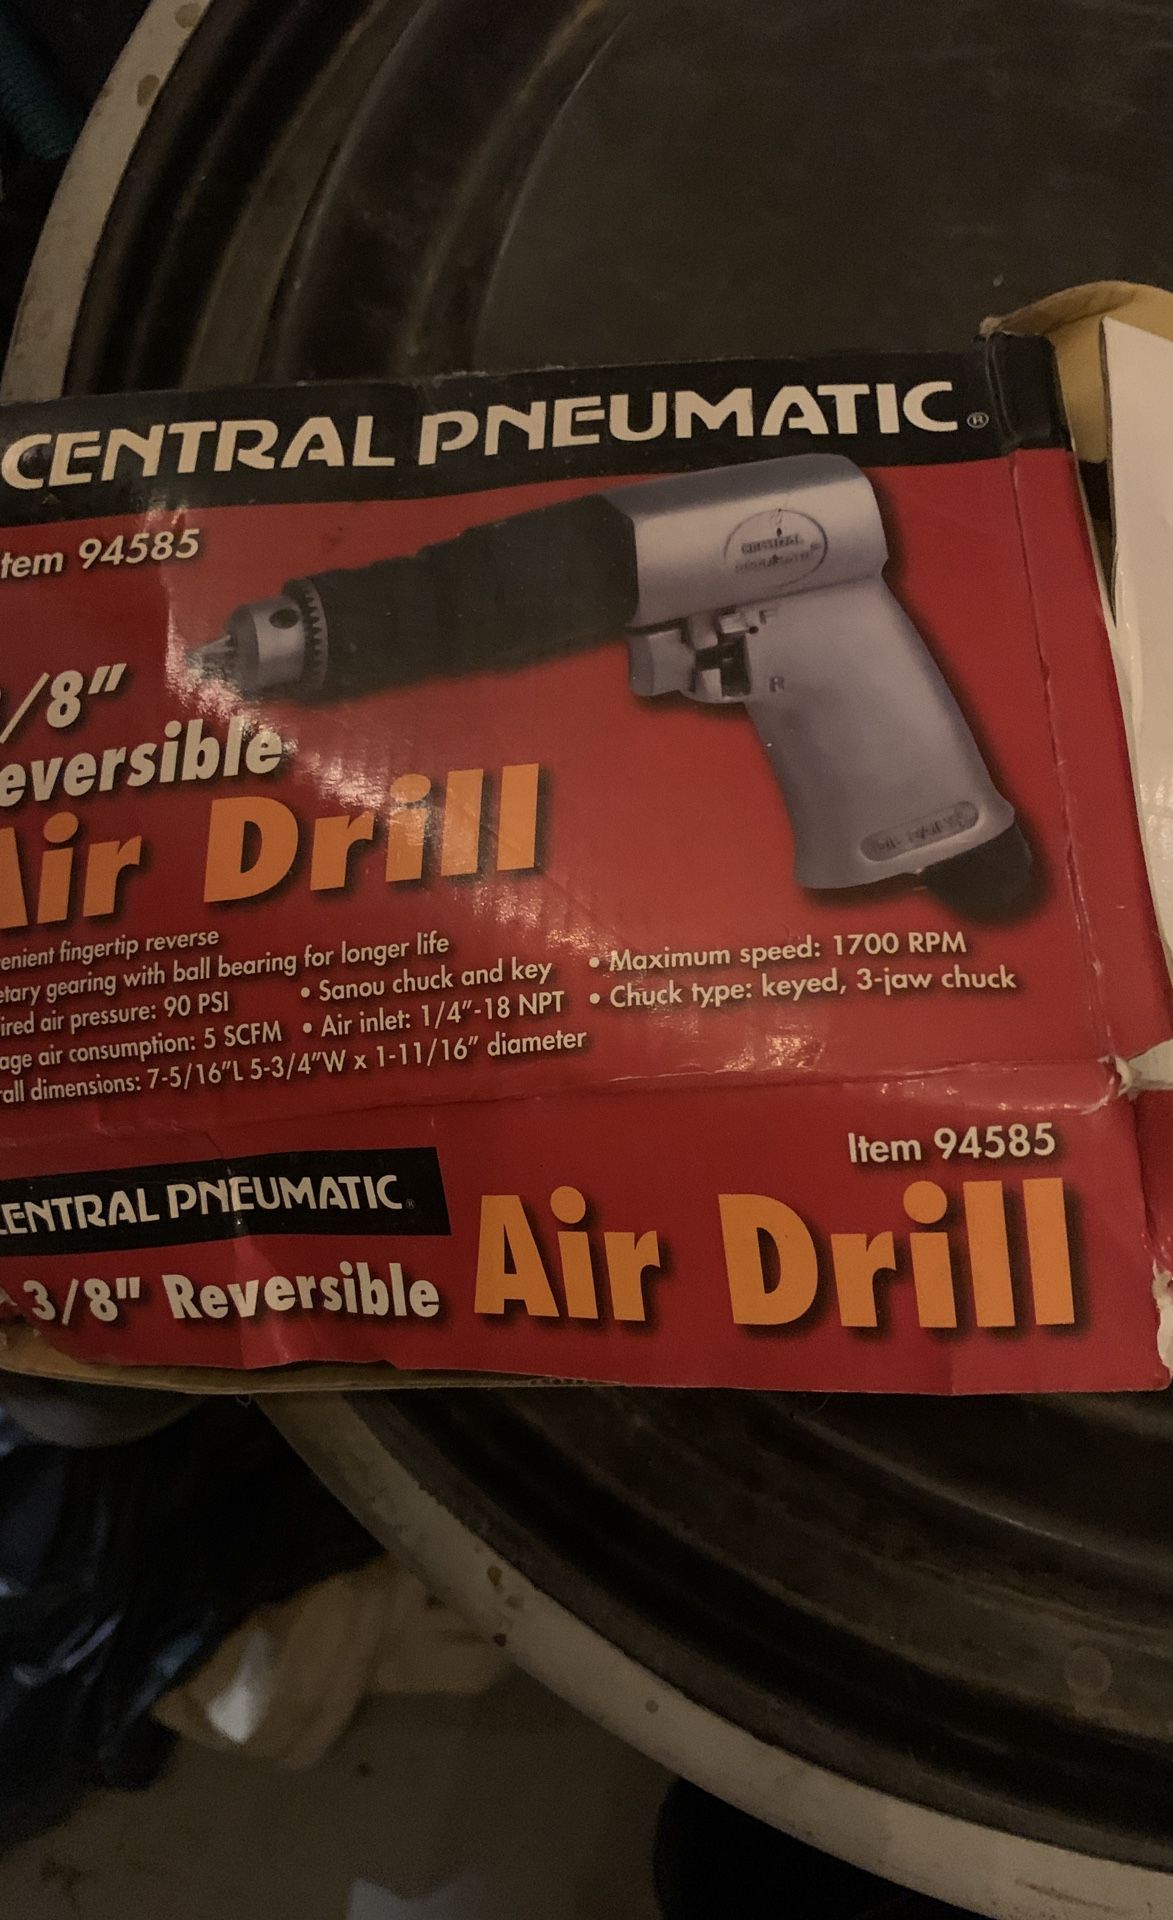 CENTRAL PNEUMATIC®
tem 94585
/8"
eversible
Air Drill
F
R
enient fingertip reverse
etary gearing with ball bearing for longer life
ired air pressure: 90 PSI • Sanou chuck and key
age air consumption: 5 SCFM • Air inlet: 1/4"-18 NPT
all dimensions: 7-5/16"L 5-3/4"W x 1-11/16" diameter
• Maximum speed: 1700 RPM
• Chuck type: keyed, 3-jaw chuck
Item 94585
CENTRAL PNEUMATIC®
3/8" Reversible
Air Drill